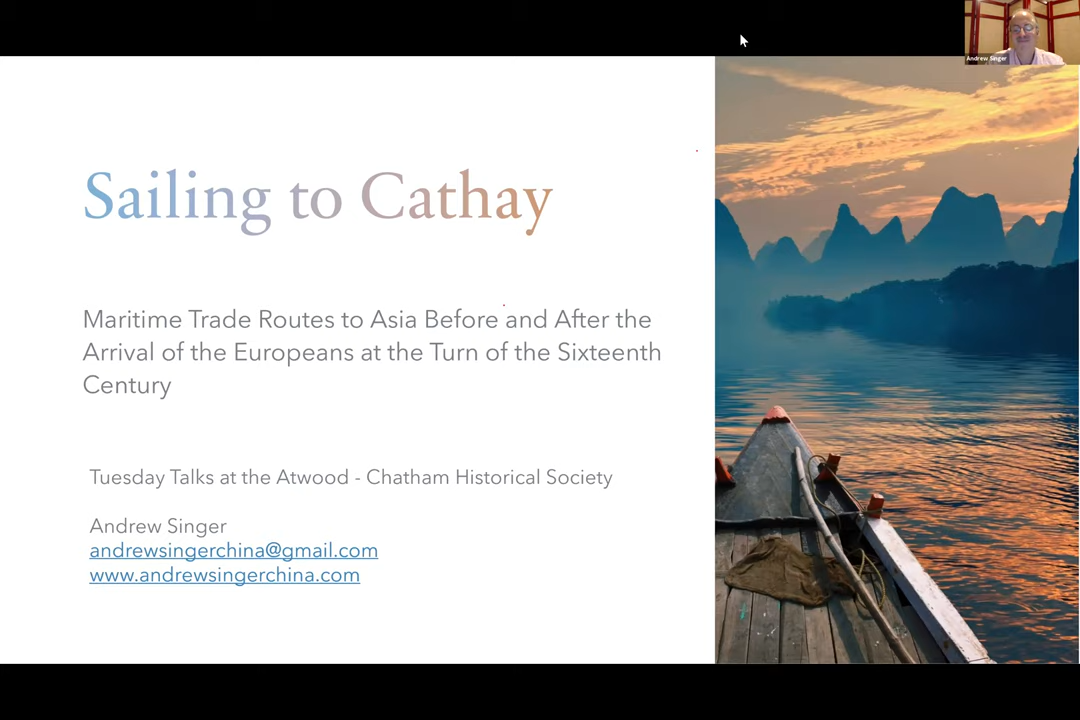 Andrew Singer
Sailing to Cathay
Maritime Trade Routes to Asia Before and After the
Arrival of the Europeans at the Turn of the Sixteenth
Century
Tuesday Talks at the Atwood - Chatham Historical Society
Andrew Singer
andrewsingerchina@gmail.com
www.andrewsingerchina.com